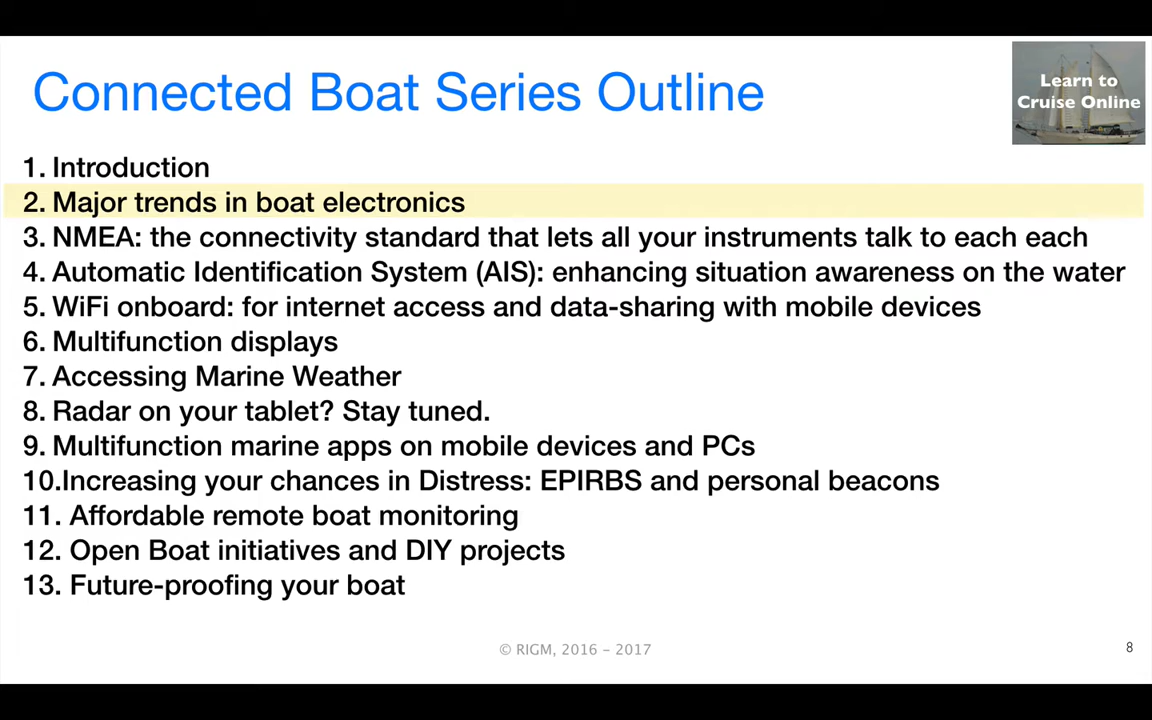 Connected Boat Series Outline
Learn to
Cruise Online
1. Introduction
2. Major trends in boat electronics
3. NMEA: the connectivity standard that lets all your instruments talk to each each
4. Automatic Identification System (AIS): enhancing situation awareness on the water
5. WiFi onboard: for internet access and data-sharing with mobile devices
6. Multifunction displays
7. Accessing Marine Weather
8. Radar on your tablet? Stay tuned.
9. Multifunction marine apps on mobile devices and PCs
10.Increasing your chances in Distress: EPIRBS and personal beacons
11. Affordable remote boat monitoring
12. Open Boat initiatives and DIY projects
13. Future-proofing your boat
© RIGM, 2016 – 2017
8